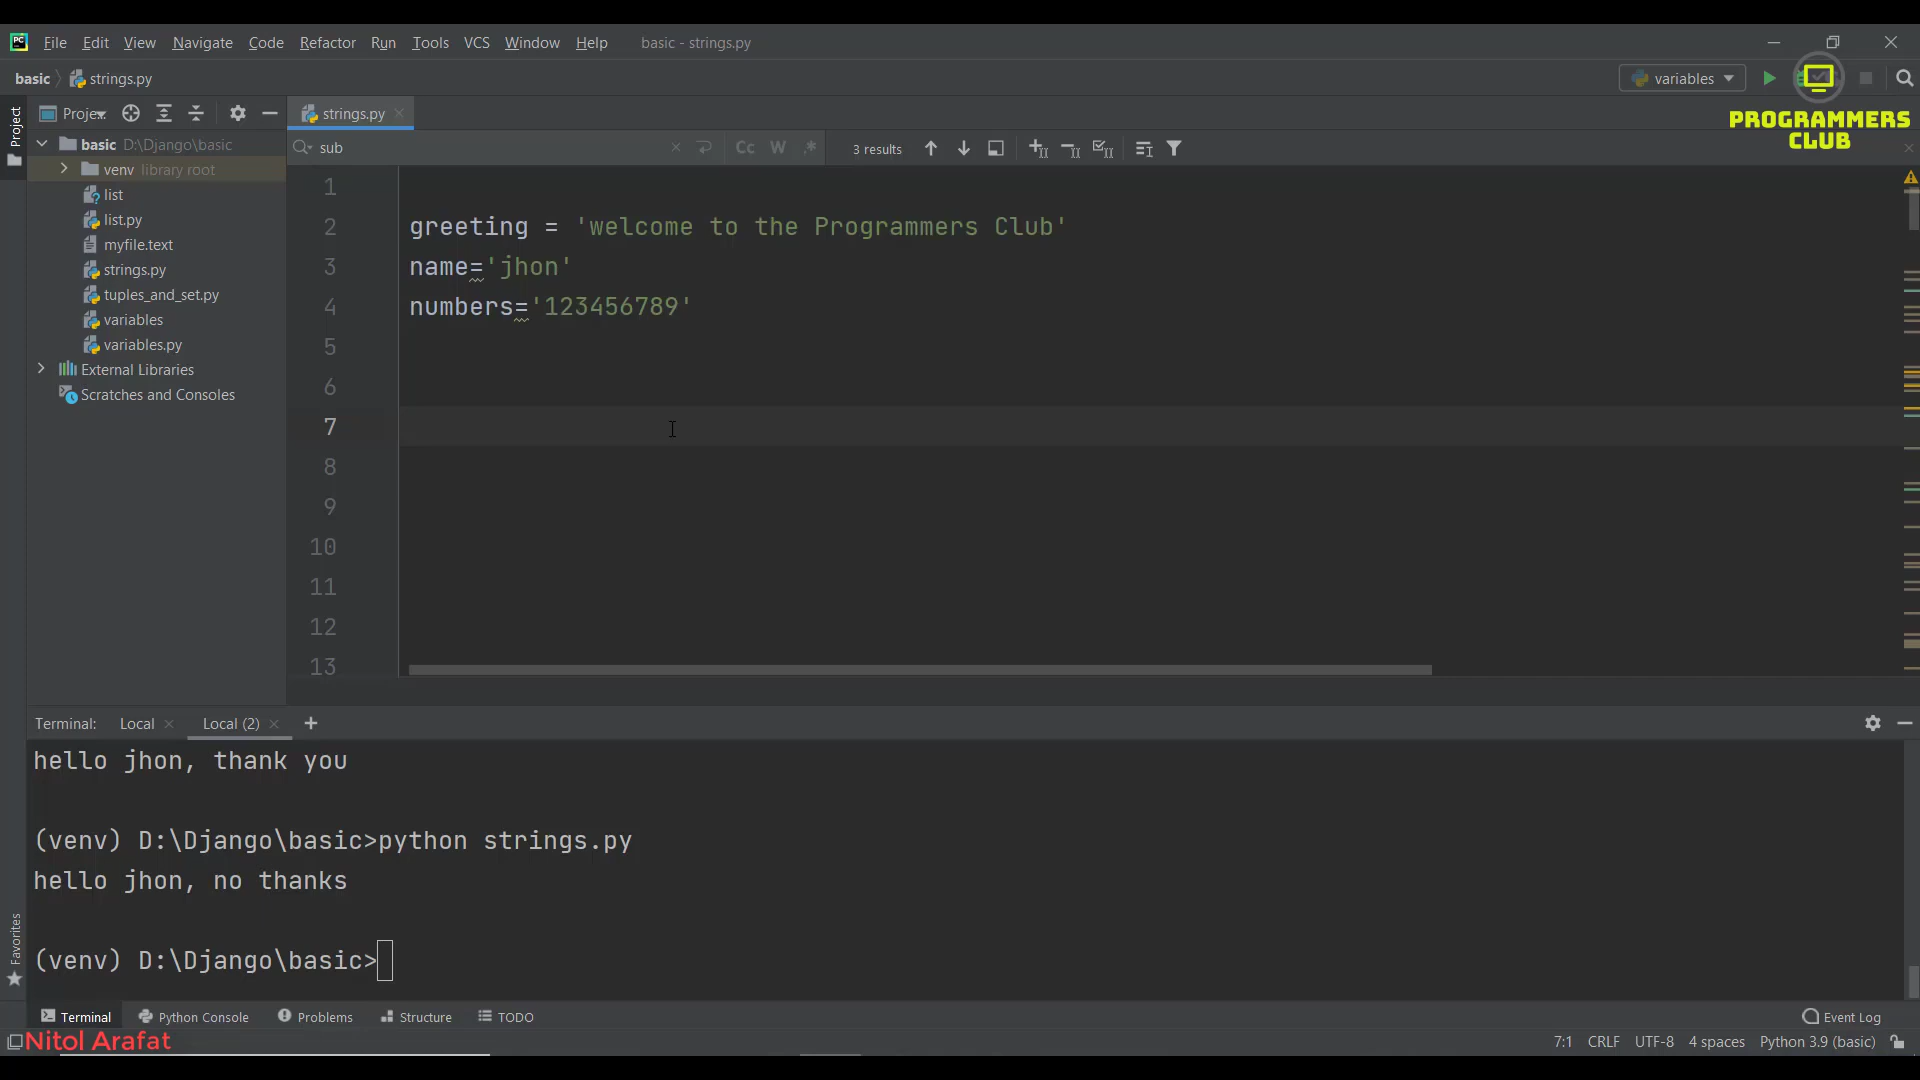 PC File Edit View Navigate Code Refactor Run Tools VCS Window Help basic - strings.py
basic strings.py variables
PROGRAMMERS
CLUB
Project
Projec strings.py
sub Cc W .* 3 results
basic D:\Django\basic
venv library root
list
list.py
myfile.text
strings.py
tuples_and_set.py
variables
variables.py
External Libraries
Scratches and Consoles
1
2 greeting = 'welcome to the Programmers Club'
3 name='jhon'
4 numbers='123456789'
5
6
7
8
9
10
11
12
13
Terminal: Local Local (2) +
hello jhon, thank you
(venv) D:\Django\basic>python strings.py
hello jhon, no thanks
(venv) D:\Django\basic>
Favorites
Terminal Python Console Problems Structure TODO Event Log
Nitol Arafat 7:1 CRLF UTF-8 4 spaces Python 3.9 (basic)